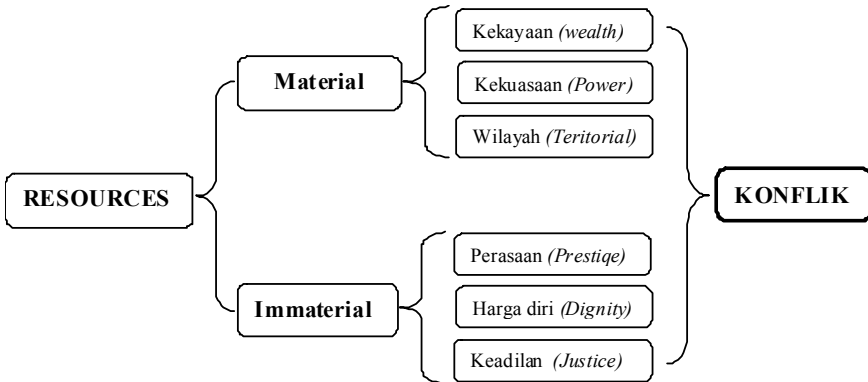 RESOURCES
Material
Kekayaan (wealth)
Kekuasaan (Power)
Wilayah (Teritorial)
Immaterial
Perasaan (Prestiqe)
Harga diri (Dignity)
Keadilan (Justice)
KONFLIK